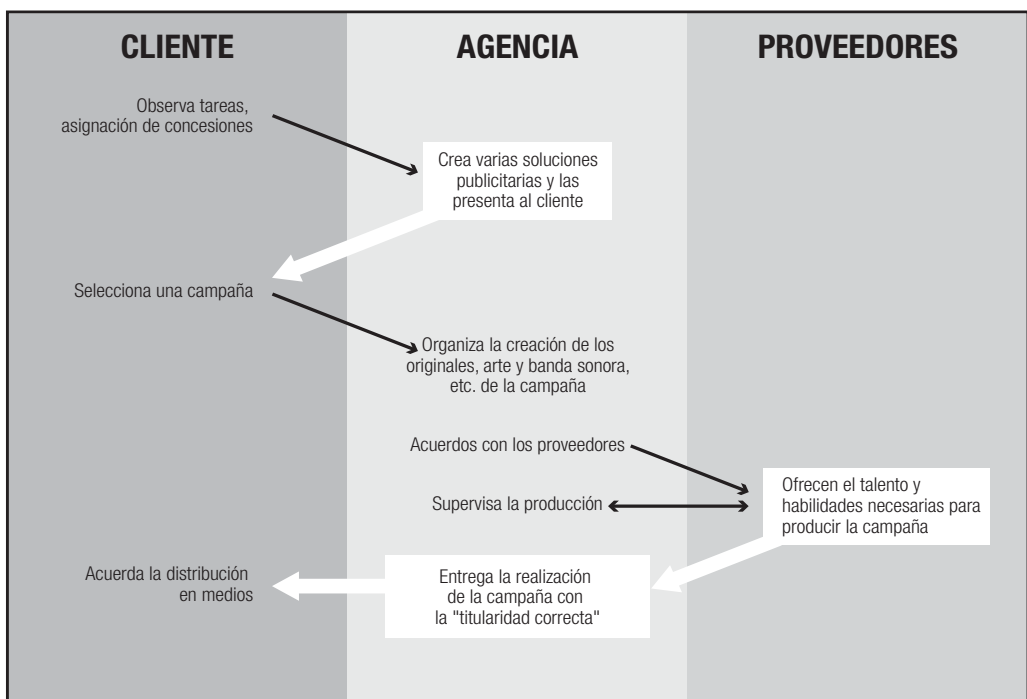 CLIENTE
AGENCIA
PROVEEDORES
Observa tareas,
asignación de concesiones
Crea varias soluciones
publicitarias y las
presenta al cliente
Selecciona una campaña
Organiza la creación de los
originales, arte y banda sonora,
etc. de la campaña
Acuerdos con los proveedores
Supervisa la producción
Ofrecen el talento y
habilidades necesarias para
producir la campaña
Acuerda la distribución
en medios
Entrega la realización
de la campaña con
la "titularidad correcta"